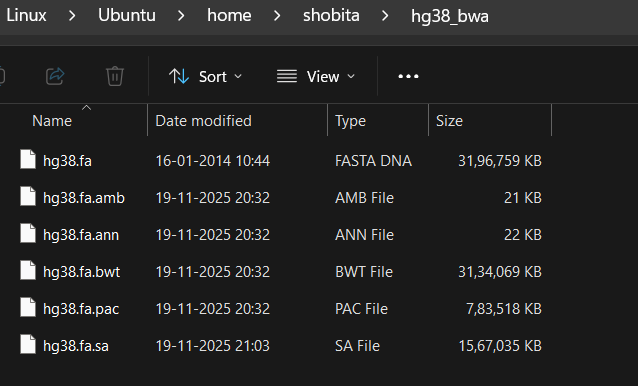 Linux > Ubuntu > home > shobita > hg38_bwa
Sort View ...
Name Date modified Type Size
hg38.fa 16-01-2014 10:44 FASTA DNA 31,96,759 KB
hg38.fa.amb 19-11-2025 20:32 AMB File 21 KB
hg38.fa.ann 19-11-2025 20:32 ANN File 22 KB
hg38.fa.bwt 19-11-2025 20:32 BWT File 31,34,069 KB
hg38.fa.pac 19-11-2025 20:32 PAC File 7,83,518 KB
hg38.fa.sa 19-11-2025 21:03 SA File 15,67,035 KB